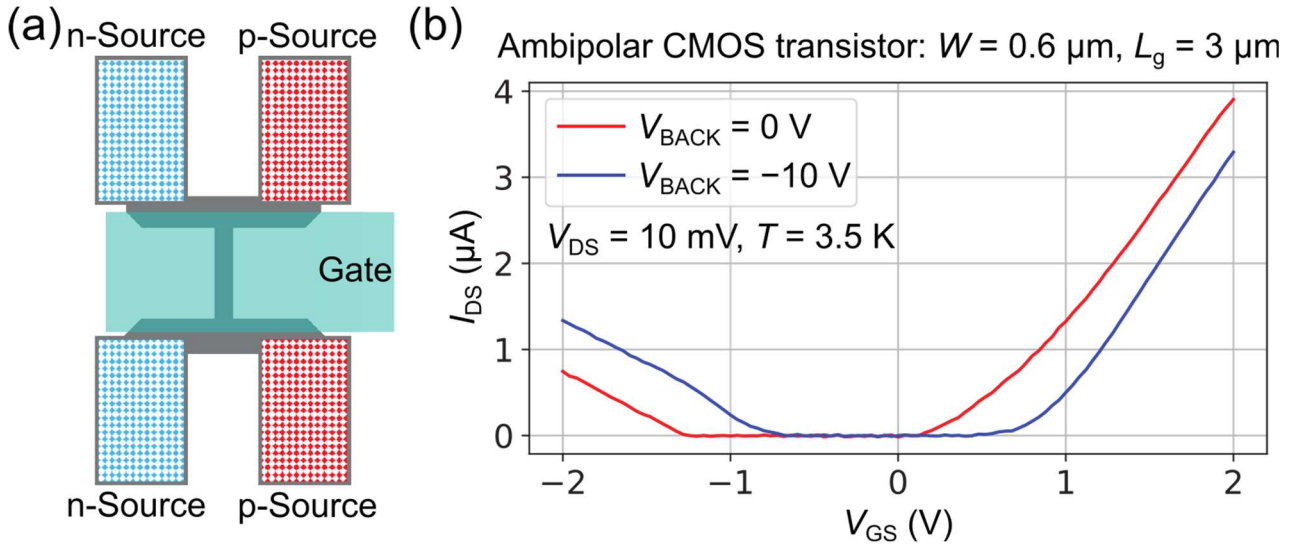 (a)
n-Source p-Source
Gate
n-Source p-Source
(b)
Ambipolar CMOS transistor: W = 0.6 μm, Lg = 3 μm
VBACK = 0 V
VBACK = −10 V
VDS = 10 mV, T = 3.5 K
IDS (μA)
4
3
2
1
0
−2 −1 0 1 2
VGS (V)